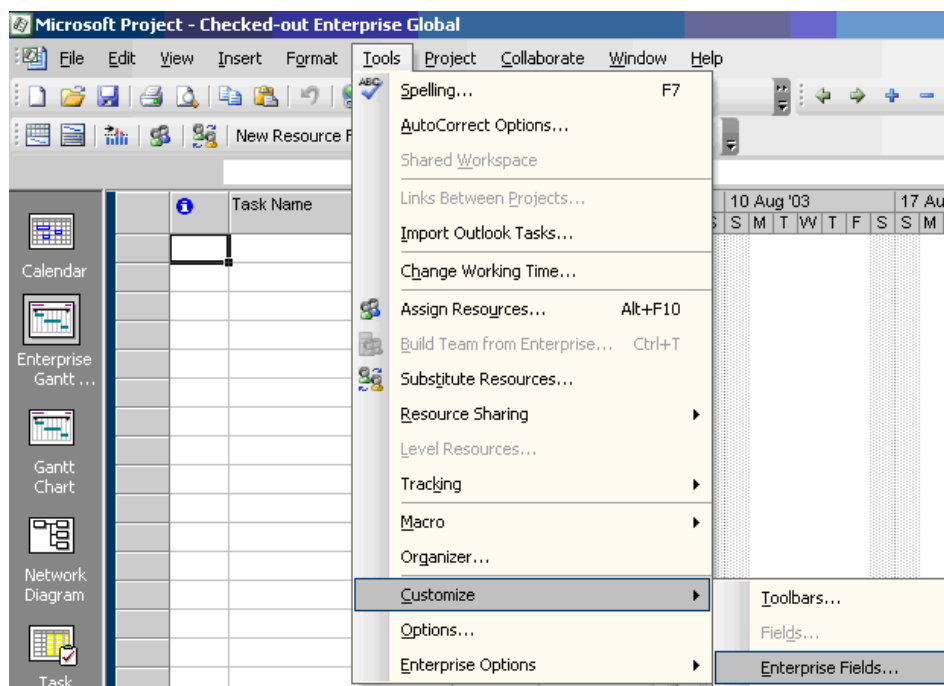 Microsoft Project - Checked-out Enterprise Global
File Edit View Insert Format Tools Project Collaborate Window Help
New Resource
Task Name
10 Aug '03 17 Au
S S M T W T F S S M
Calendar
Enterprise
Gantt ...
Gantt
Chart
Network
Diagram
Task
ABC Spelling... F7
AutoCorrect Options...
Shared Workspace
Links Between Projects...
Import Outlook Tasks...
Change Working Time...
Assign Resources... Alt+F10
Build Team from Enterprise... Ctrl+T
Substitute Resources...
Resource Sharing
Level Resources...
Tracking
Macro
Organizer...
Customize
Options...
Enterprise Options
Toolbars...
Fields...
Enterprise Fields...